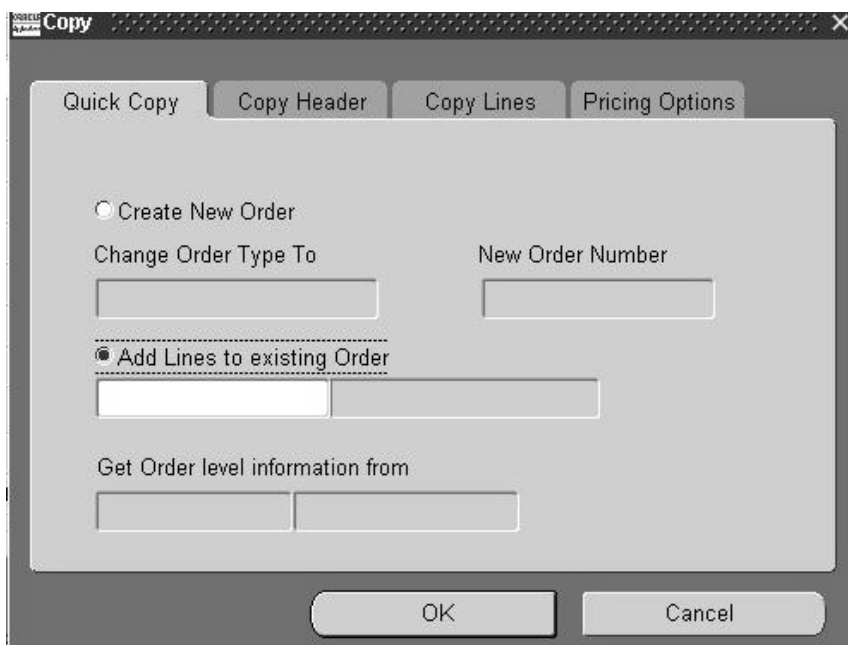 ORACLE
Copy
Quick Copy
Copy Header
Copy Lines
Pricing Options
Create New Order
Change Order Type To
New Order Number
Add Lines to existing Order
Get Order level information from
OK
Cancel